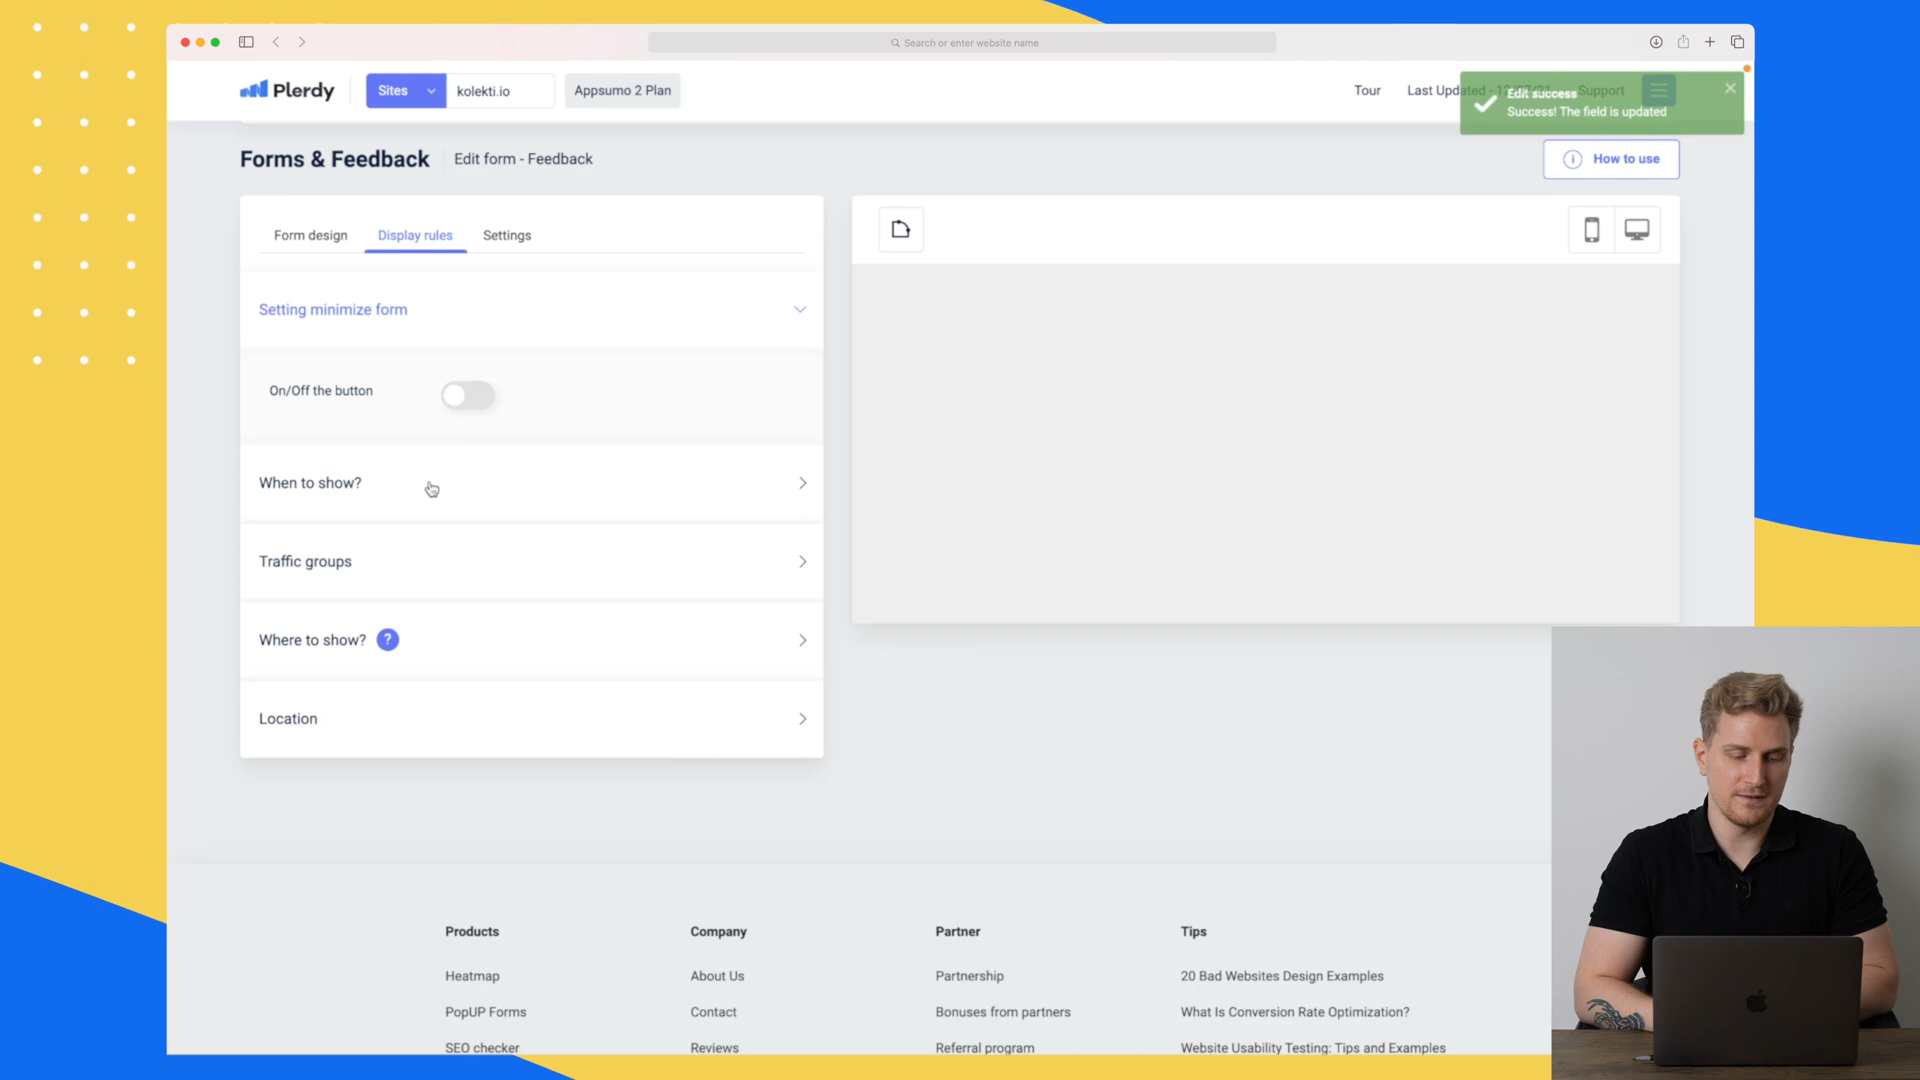 Search or enter website name
Plerdy
Sites
kolekti.io
Appsumo 2 Plan
Tour
Last Updated - 12/07/21
Support
Edit success
Success! The field is updated
Forms & Feedback
Edit form - Feedback
How to use
Form design
Display rules
Settings
Setting minimize form
On/Off the button
When to show?
Traffic groups
Where to show? ?
Location
Products
Company
Partner
Tips
Heatmap
About Us
Partnership
20 Bad Websites Design Examples
PopUP Forms
Contact
Bonuses from partners
What Is Conversion Rate Optimization?
SEO checker
Reviews
Referral program
Website Usability Testing: Tips and Examples